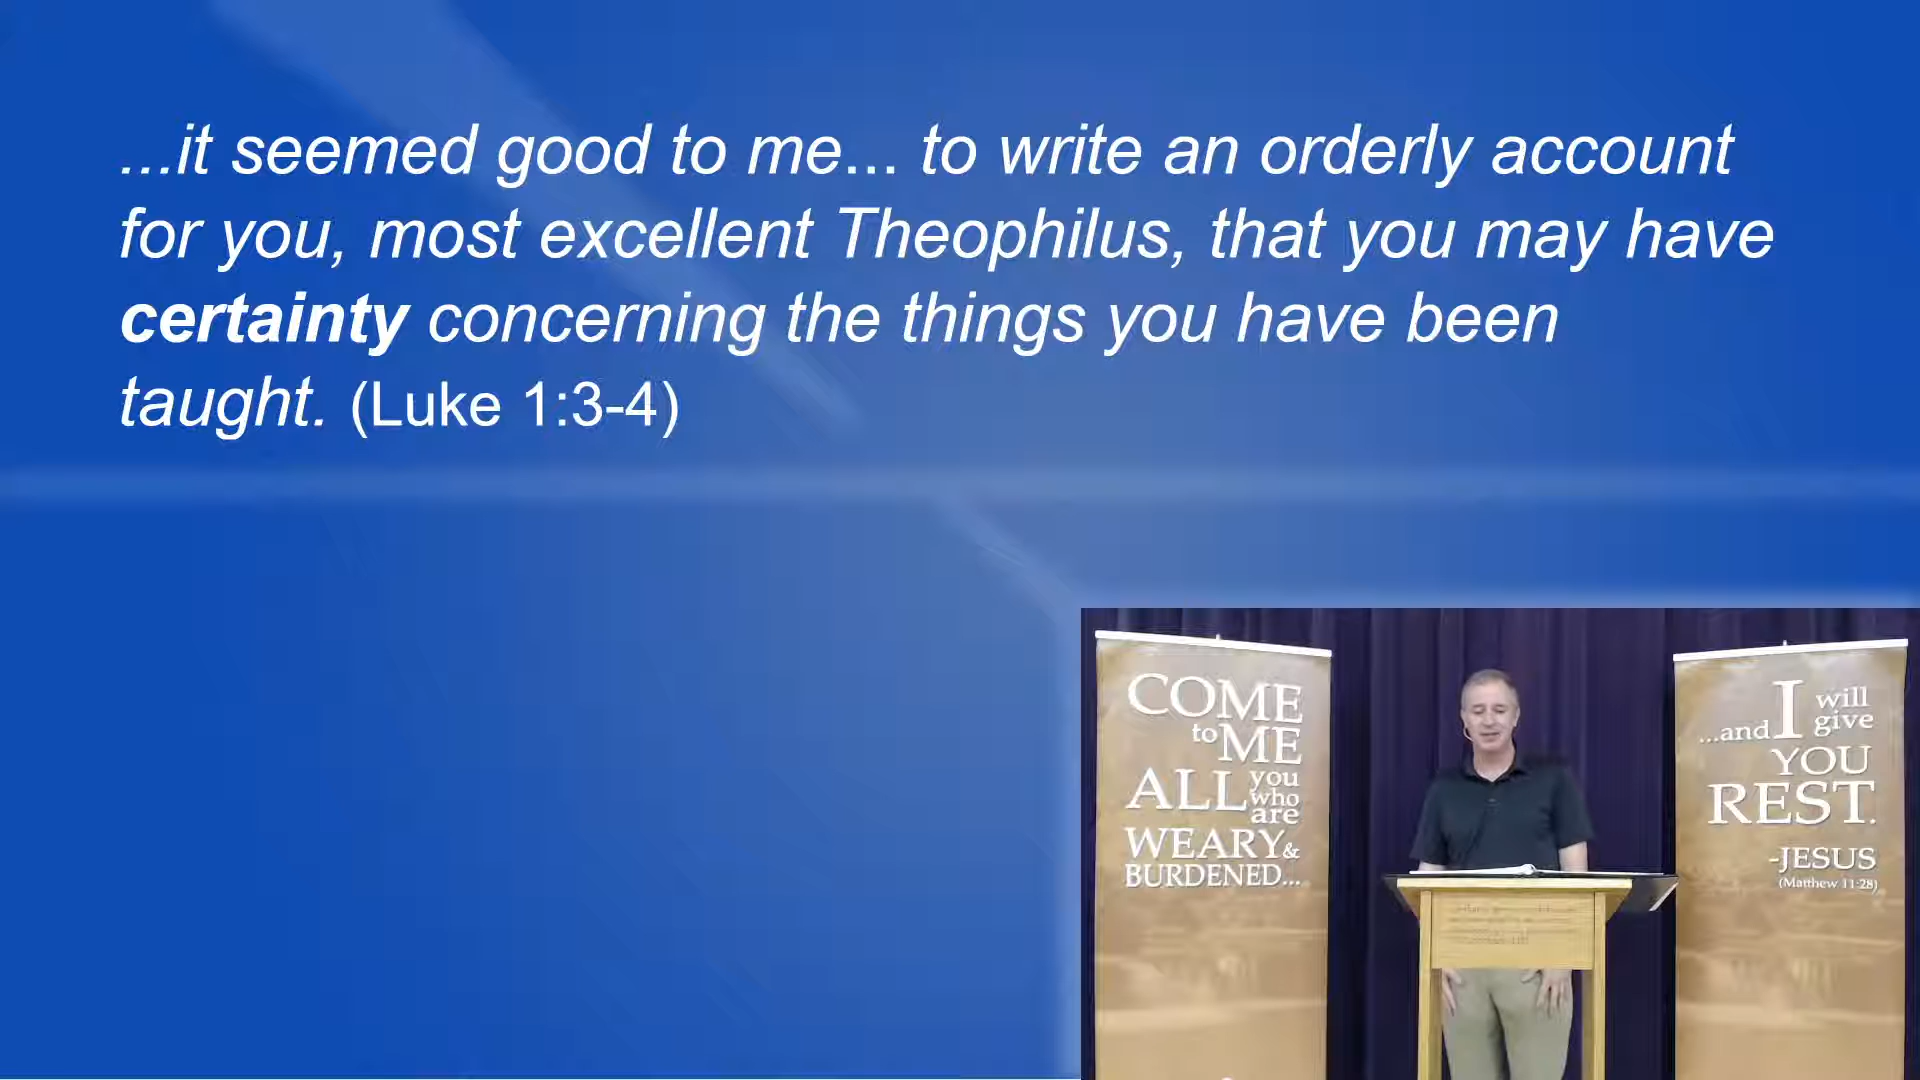 ...it seemed good to me... to write an orderly account
for you, most excellent Theophilus, that you may have
certainty concerning the things you have been
taught. (Luke 1:3-4)
COME
to ME
ALL you who are
WEARY &
BURDENED...
...and I will give
YOU
REST.
-JESUS
(Matthew 11:28)